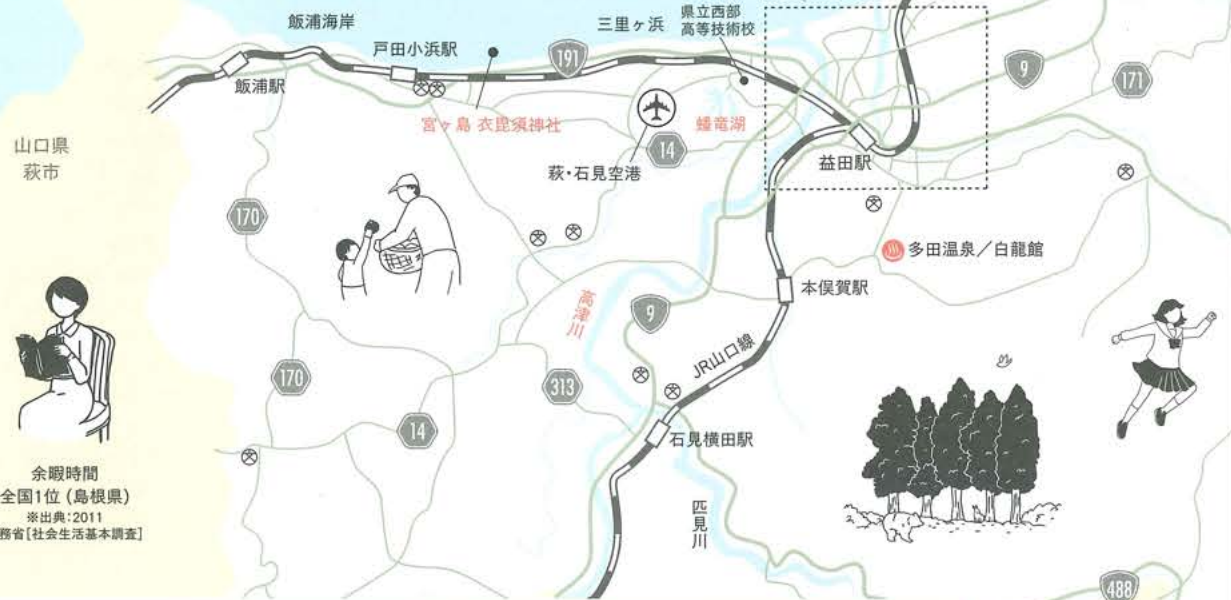 飯浦海岸
三里ヶ浜
県立西部
高等技術校
戸田小浜駅
191
9
171
飯浦駅
宮ヶ島 衣毘須神社
蟠竜湖
14
益田駅
山口県
萩市
萩・石見空港
170
多田温泉／白龍館
本俣賀駅
高津川
9
JR山口線
170
313
14
石見横田駅
余暇時間
全国1位(島根県)
※出典:2011
務省[社会生活基本調査]
匹見川
488